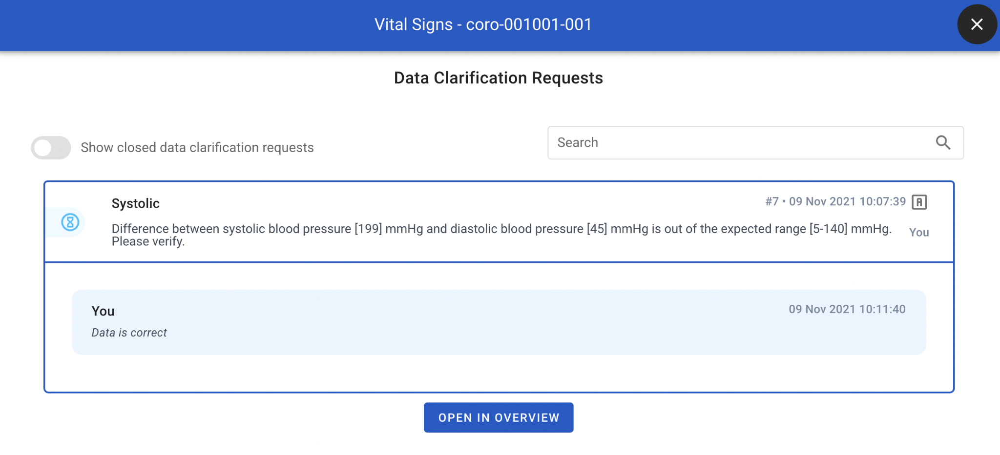 Vital Signs - coro-001001-001
Data Clarification Requests
Show closed data clarification requests
Search
Systolic
#7 • 09 Nov 2021 10:07:39 A
Difference between systolic blood pressure [199] mmHg and diastolic blood pressure [45] mmHg is out of the expected range [5-140] mmHg.
Please verify.
You
You
09 Nov 2021 10:11:40
Data is correct
OPEN IN OVERVIEW